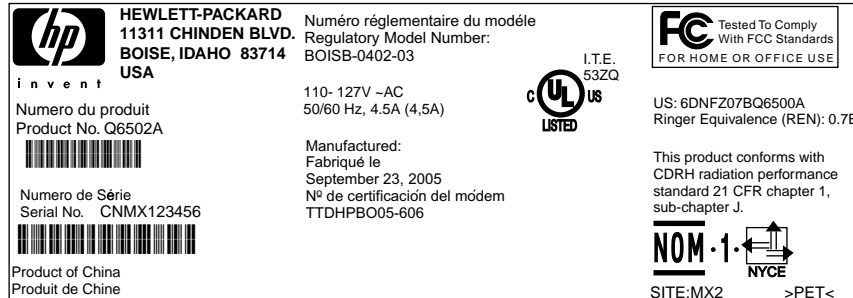 hp
invent
HEWLETT-PACKARD
11311 CHINDEN BLVD.
BOISE, IDAHO 83714
USA
Numero du produit
Product No. Q6502A
Numero de Série
Serial No. CNMX123456
Product of China
Produit de Chine
Numéro réglementaire du modéle
Regulatory Model Number:
BOISB-0402-03
110- 127V ~AC
50/60 Hz, 4.5A (4,5A)
Manufactured:
Fabriqué le
September 23, 2005
Nº de certificación del módem
TTDHPBO05-606
I.T.E.
53ZQ
C UL US
LISTED
FC Tested To Comply
With FCC Standards
FOR HOME OR OFFICE USE
US: 6DNFZ07BQ6500A
Ringer Equivalence (REN): 0.7B
This product conforms with
CDRH radiation performance
standard 21 CFR chapter 1,
sub-chapter J.
NOM·1·
NYCE
SITE:MX2 >PET<